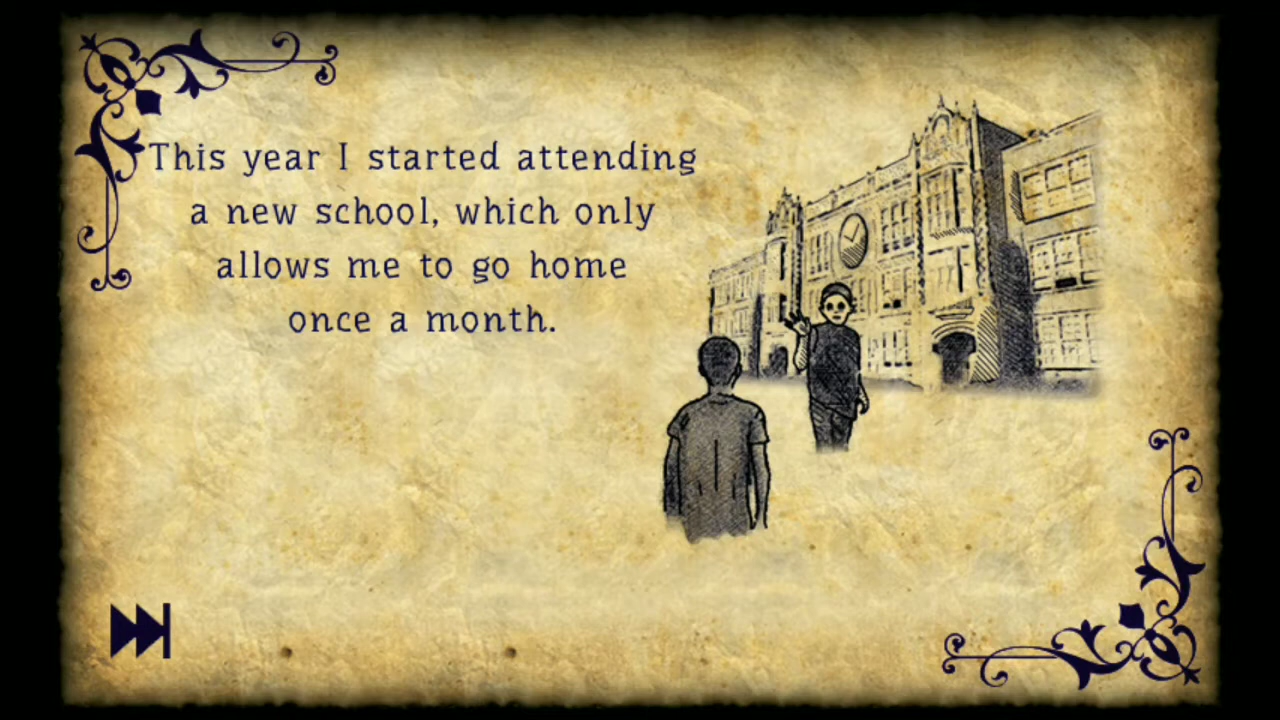 This year I started attending
a new school, which only
allows me to go home
once a month.